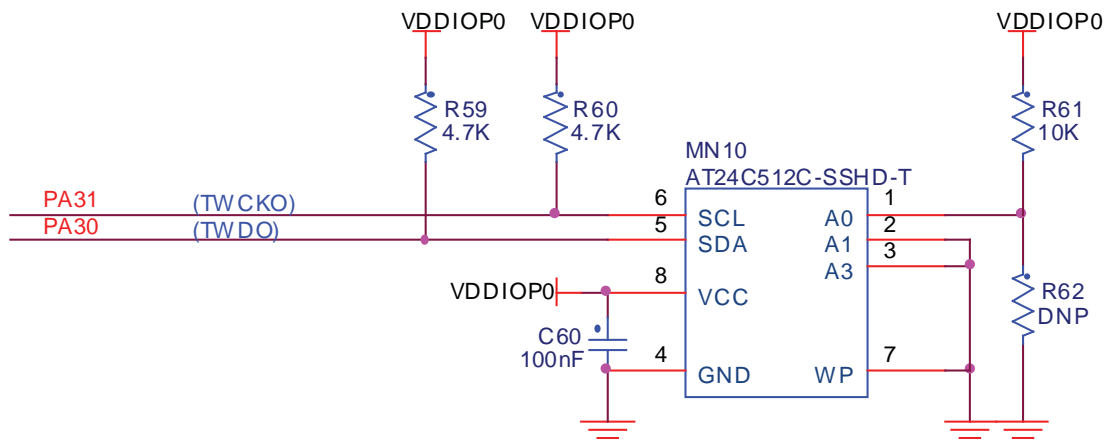 VDDIOP0
VDDIOP0
VDDIOP0
R59
4.7K
R60
4.7K
R61
10K
MN10
AT24C512C-SSHD-T
PA31
(TWCKO)
6
SCL
A0
1
PA30
(TWDO)
5
SDA
A1
2
A3
3
VDDIOP0
8
VCC
R62
DNP
C60
100nF
4
GND
WP
7